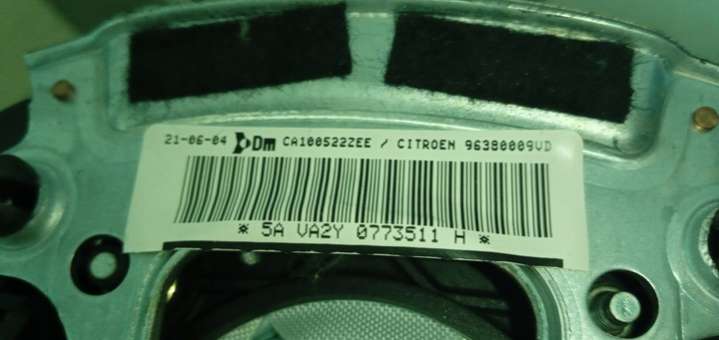 21-06-04 Dm CA100522ZEE / CITROEN 96380009VD
* 5A VA2Y 0773511 H *